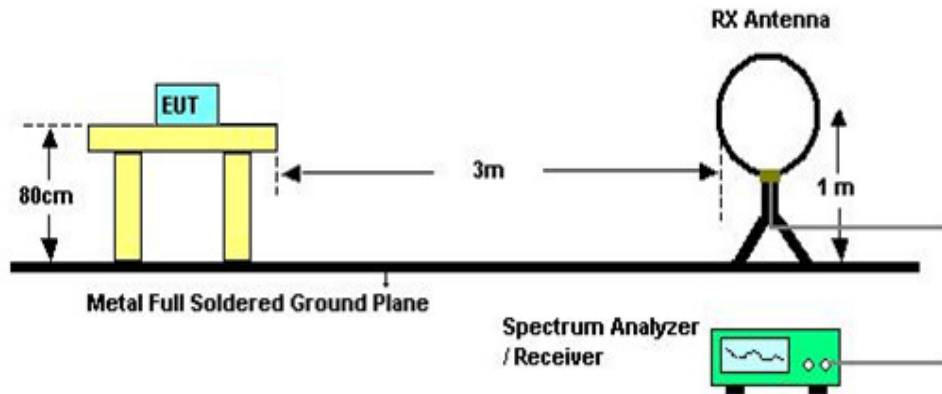 RX Antenna
EUT
3m
80cm
1 m
Metal Full Soldered Ground Plane
Spectrum Analyzer
/ Receiver